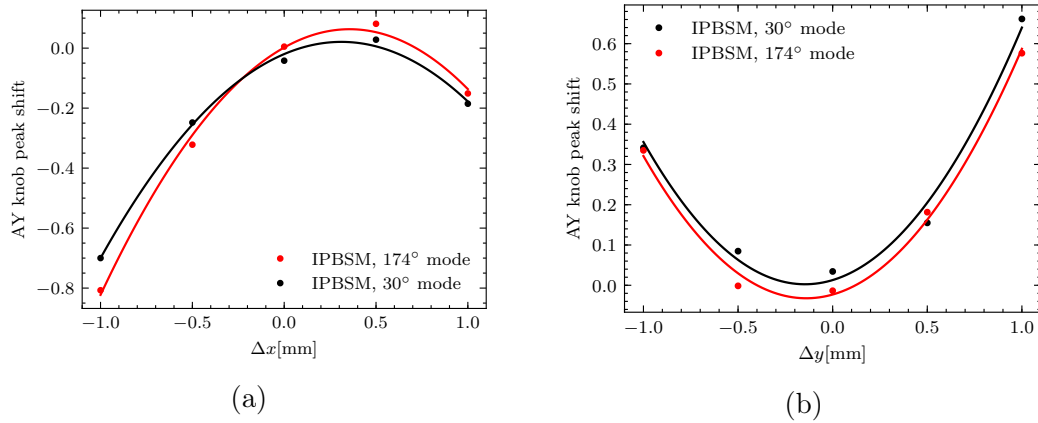 AY knob peak shift
0.0
−0.2
−0.4
−0.6
−0.8
IPBSM, 174° mode
IPBSM, 30° mode
−1.0 −0.5 0.0 0.5 1.0
Δx[mm]
(a)
AY knob peak shift
0.6
0.4
0.3
0.2
0.1
0.0
IPBSM, 30° mode
IPBSM, 174° mode
−1.0 −0.5 0.0 0.5 1.0
Δy[mm]
(b)